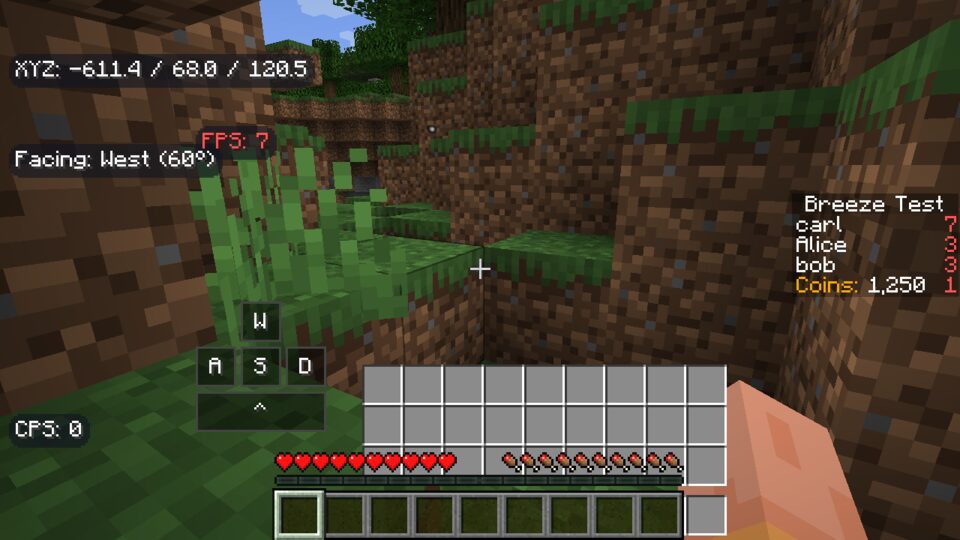 XYZ: -611.4 / 68.0 / 120.5
FPS: 7
Facing: West (60°)
Breeze Test
carl 7
Alice 3
bob 3
Coins: 1,250 1
W
A S D
^
CPS: 0